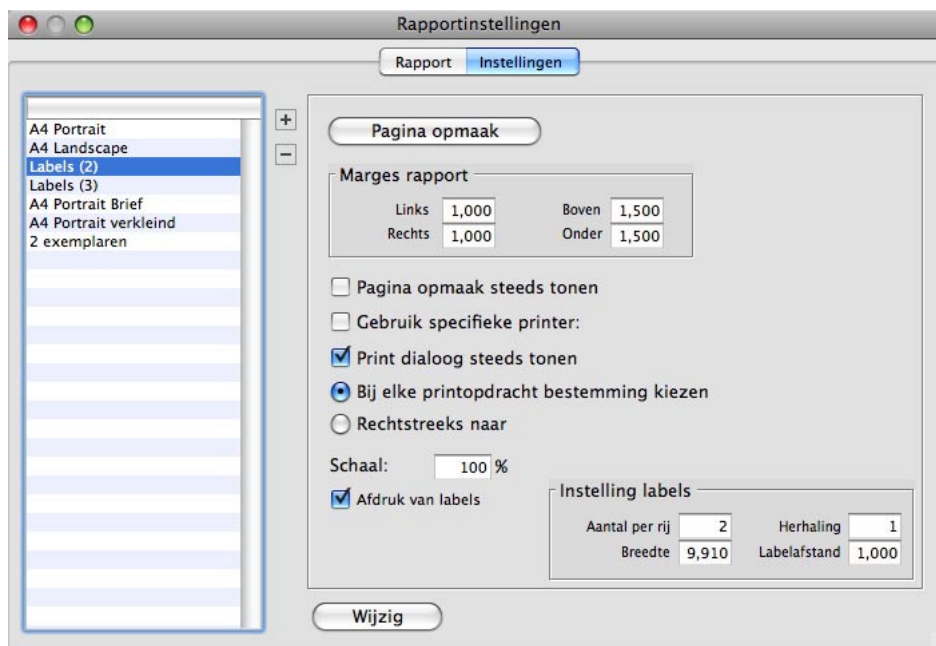 Rapportinstellingen
Rapport Instellingen
A4 Portrait
A4 Landscape
Labels (2)
Labels (3)
A4 Portrait Brief
A4 Portrait verkleind
2 exemplaren
+
−
Pagina opmaak
Marges rapport
Links 1,000 Boven 1,500
Rechts 1,000 Onder 1,500
Pagina opmaak steeds tonen
Gebruik specifieke printer:
Print dialoog steeds tonen
Bij elke printopdracht bestemming kiezen
Rechtstreeks naar
Schaal: 100 %
Afdruk van labels
Instelling labels
Aantal per rij 2 Herhaling 1
Breedte 9,910 Labelafstand 1,000
Wijzig